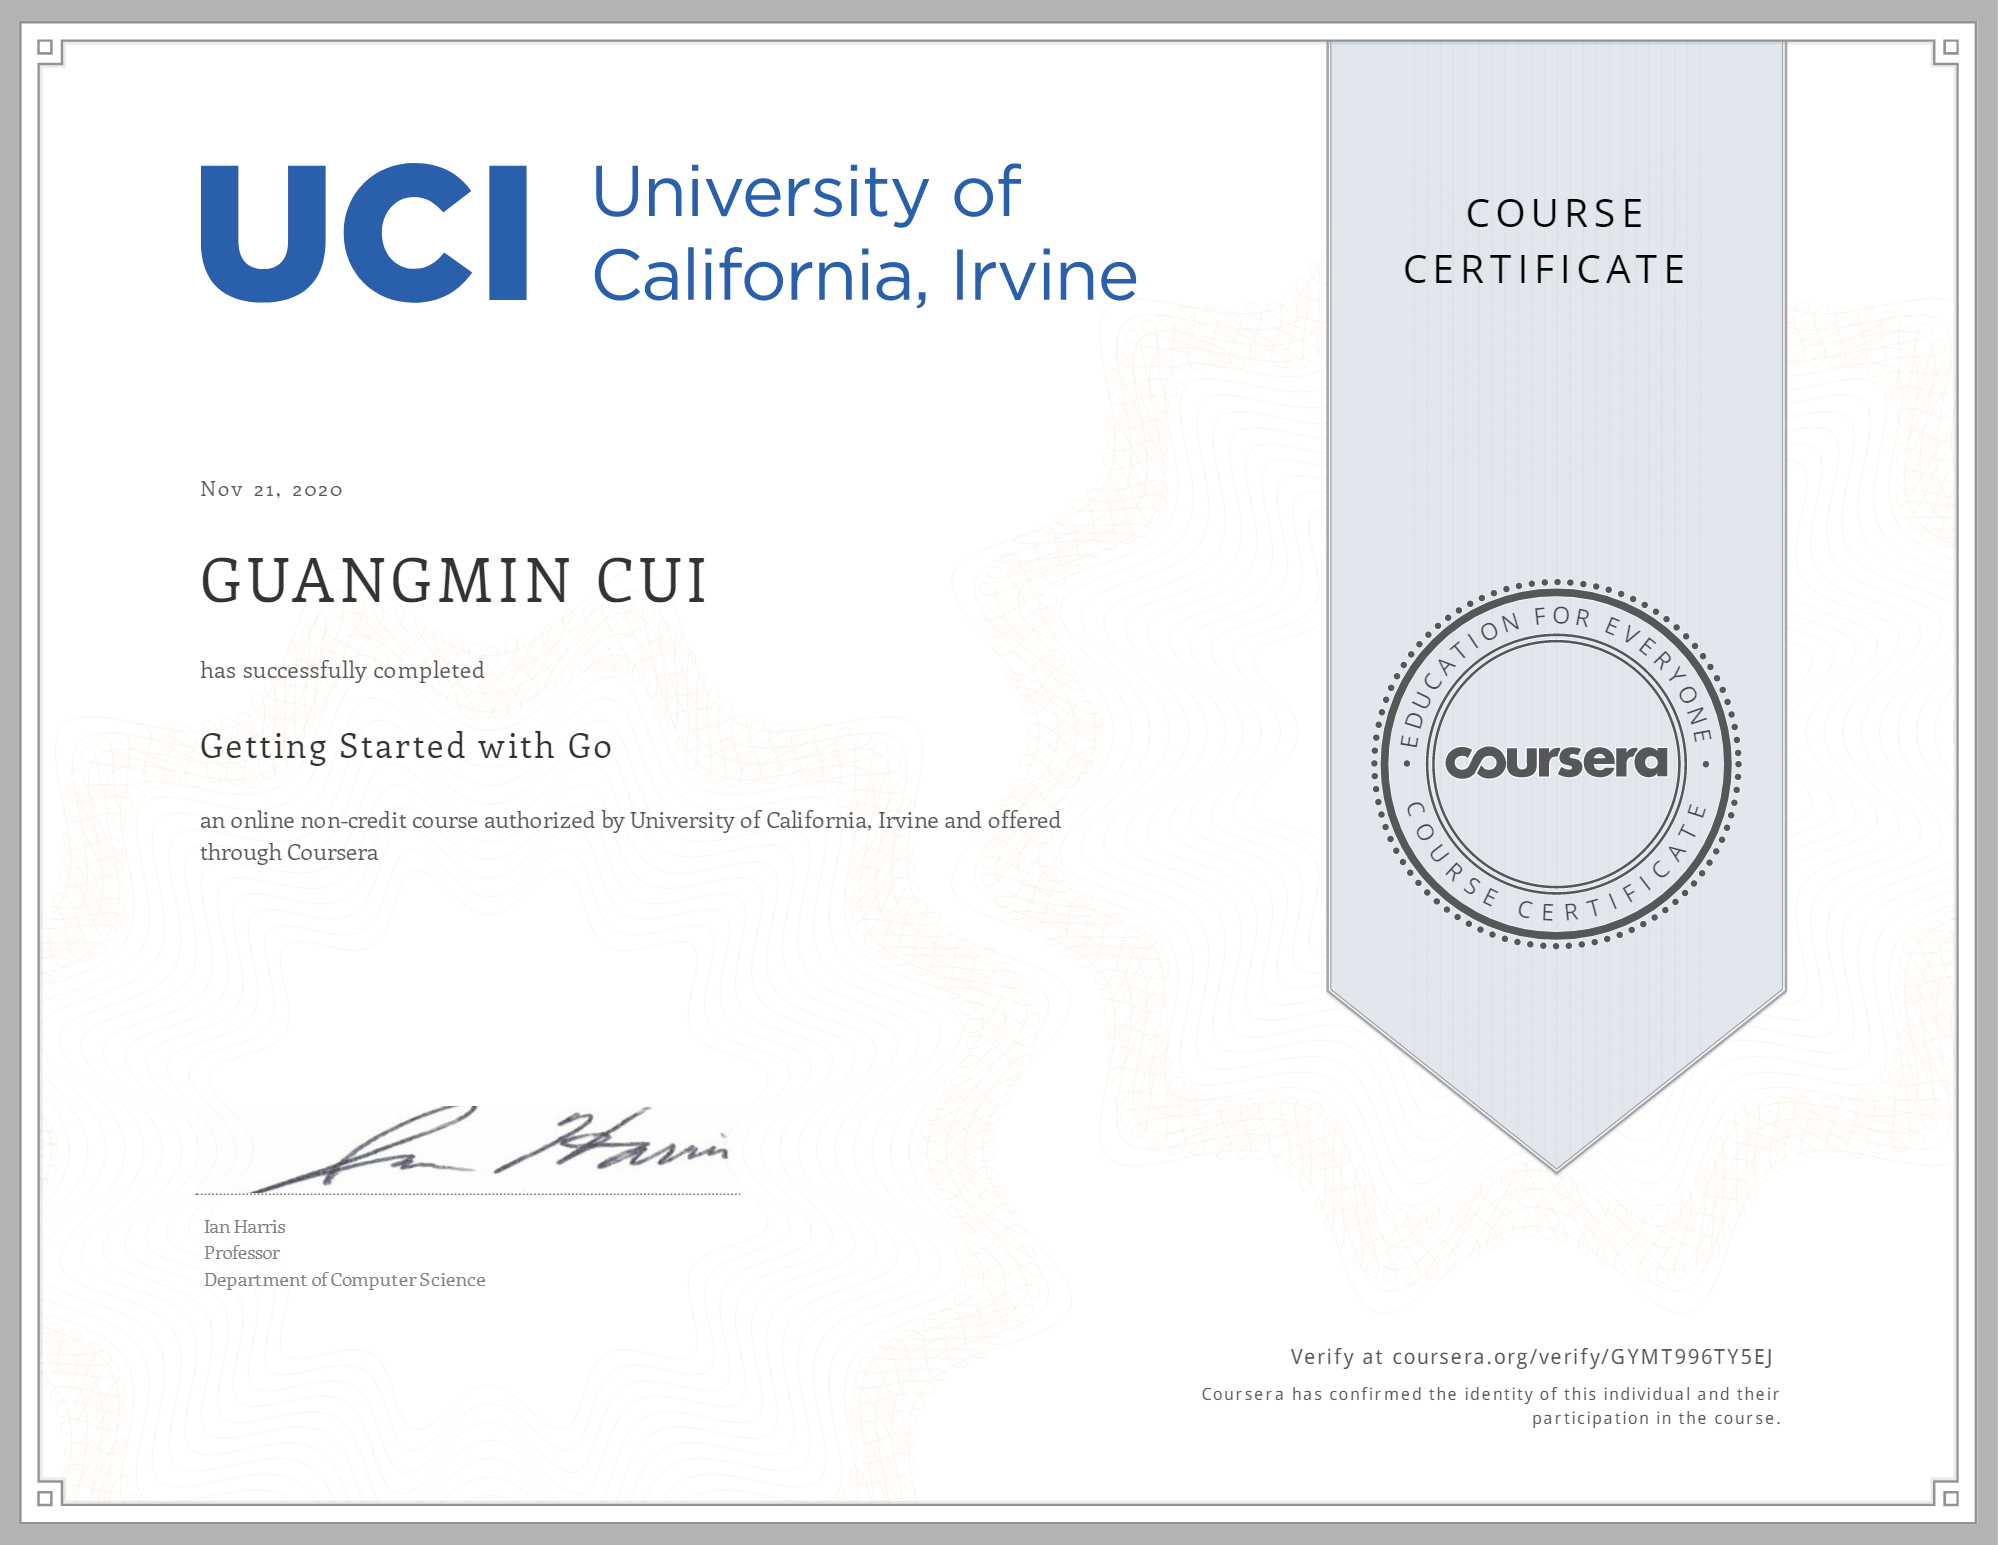 UCI University of
California, Irvine
COURSE
CERTIFICATE
Nov 21, 2020
GUANGMIN CUI
has successfully completed
Getting Started with Go
an online non-credit course authorized by University of California, Irvine and offered
through Coursera
EDUCATION FOR EVERYONE
coursera
COURSE CERTIFICATE
Ian Harris
Ian Harris
Professor
Department of Computer Science
Verify at coursera.org/verify/GYMT996TY5EJ
Coursera has confirmed the identity of this individual and their
participation in the course.